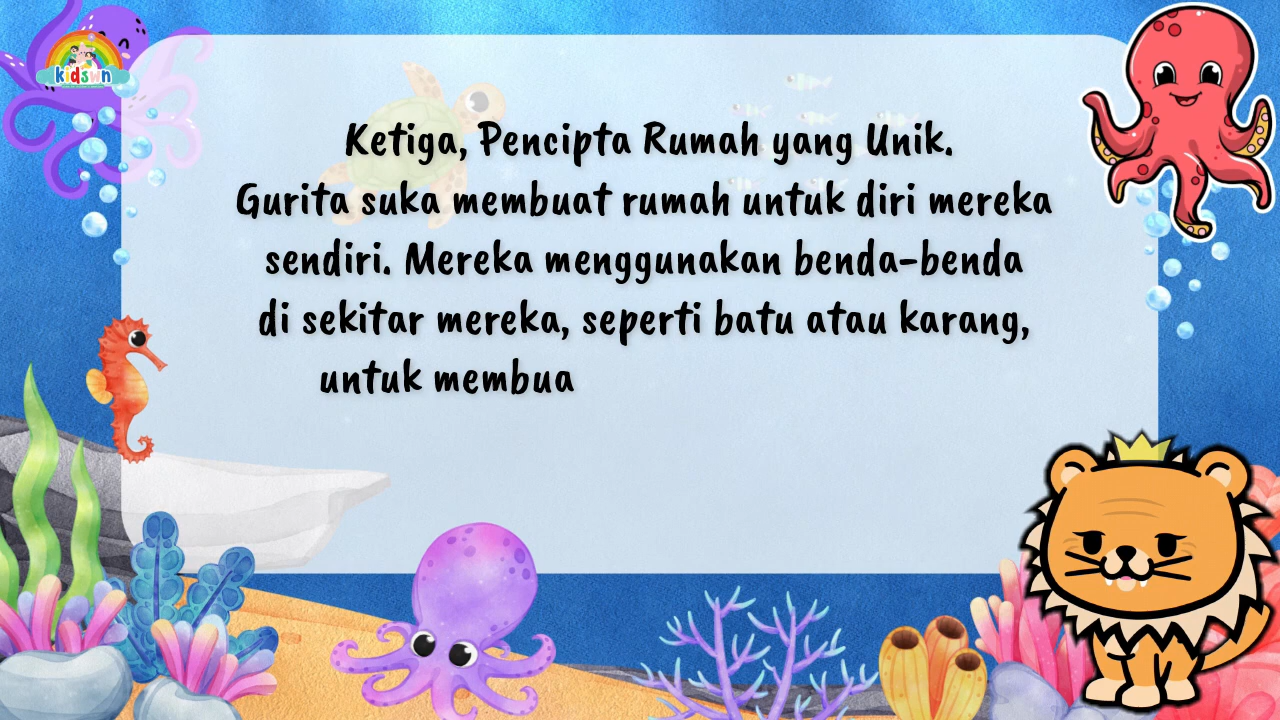 kidswn
Ketiga, Pencipta Rumah yang Unik.
Gurita suka membuat rumah untuk diri mereka
sendiri. Mereka menggunakan benda-benda
di sekitar mereka, seperti batu atau karang,
untuk membua